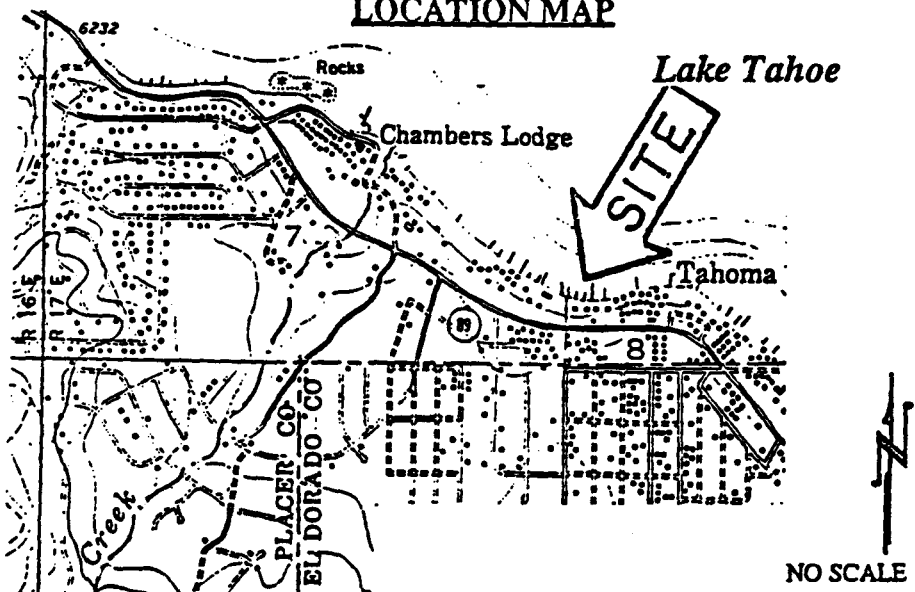 LOCATION MAP
6232
Rocks
Lake Tahoe
SITE
Chambers Lodge
7
Tahoma
R 16 E
R 17 E
89
8
PLACER CO
EL DORADO CO
Creek
NO SCALE